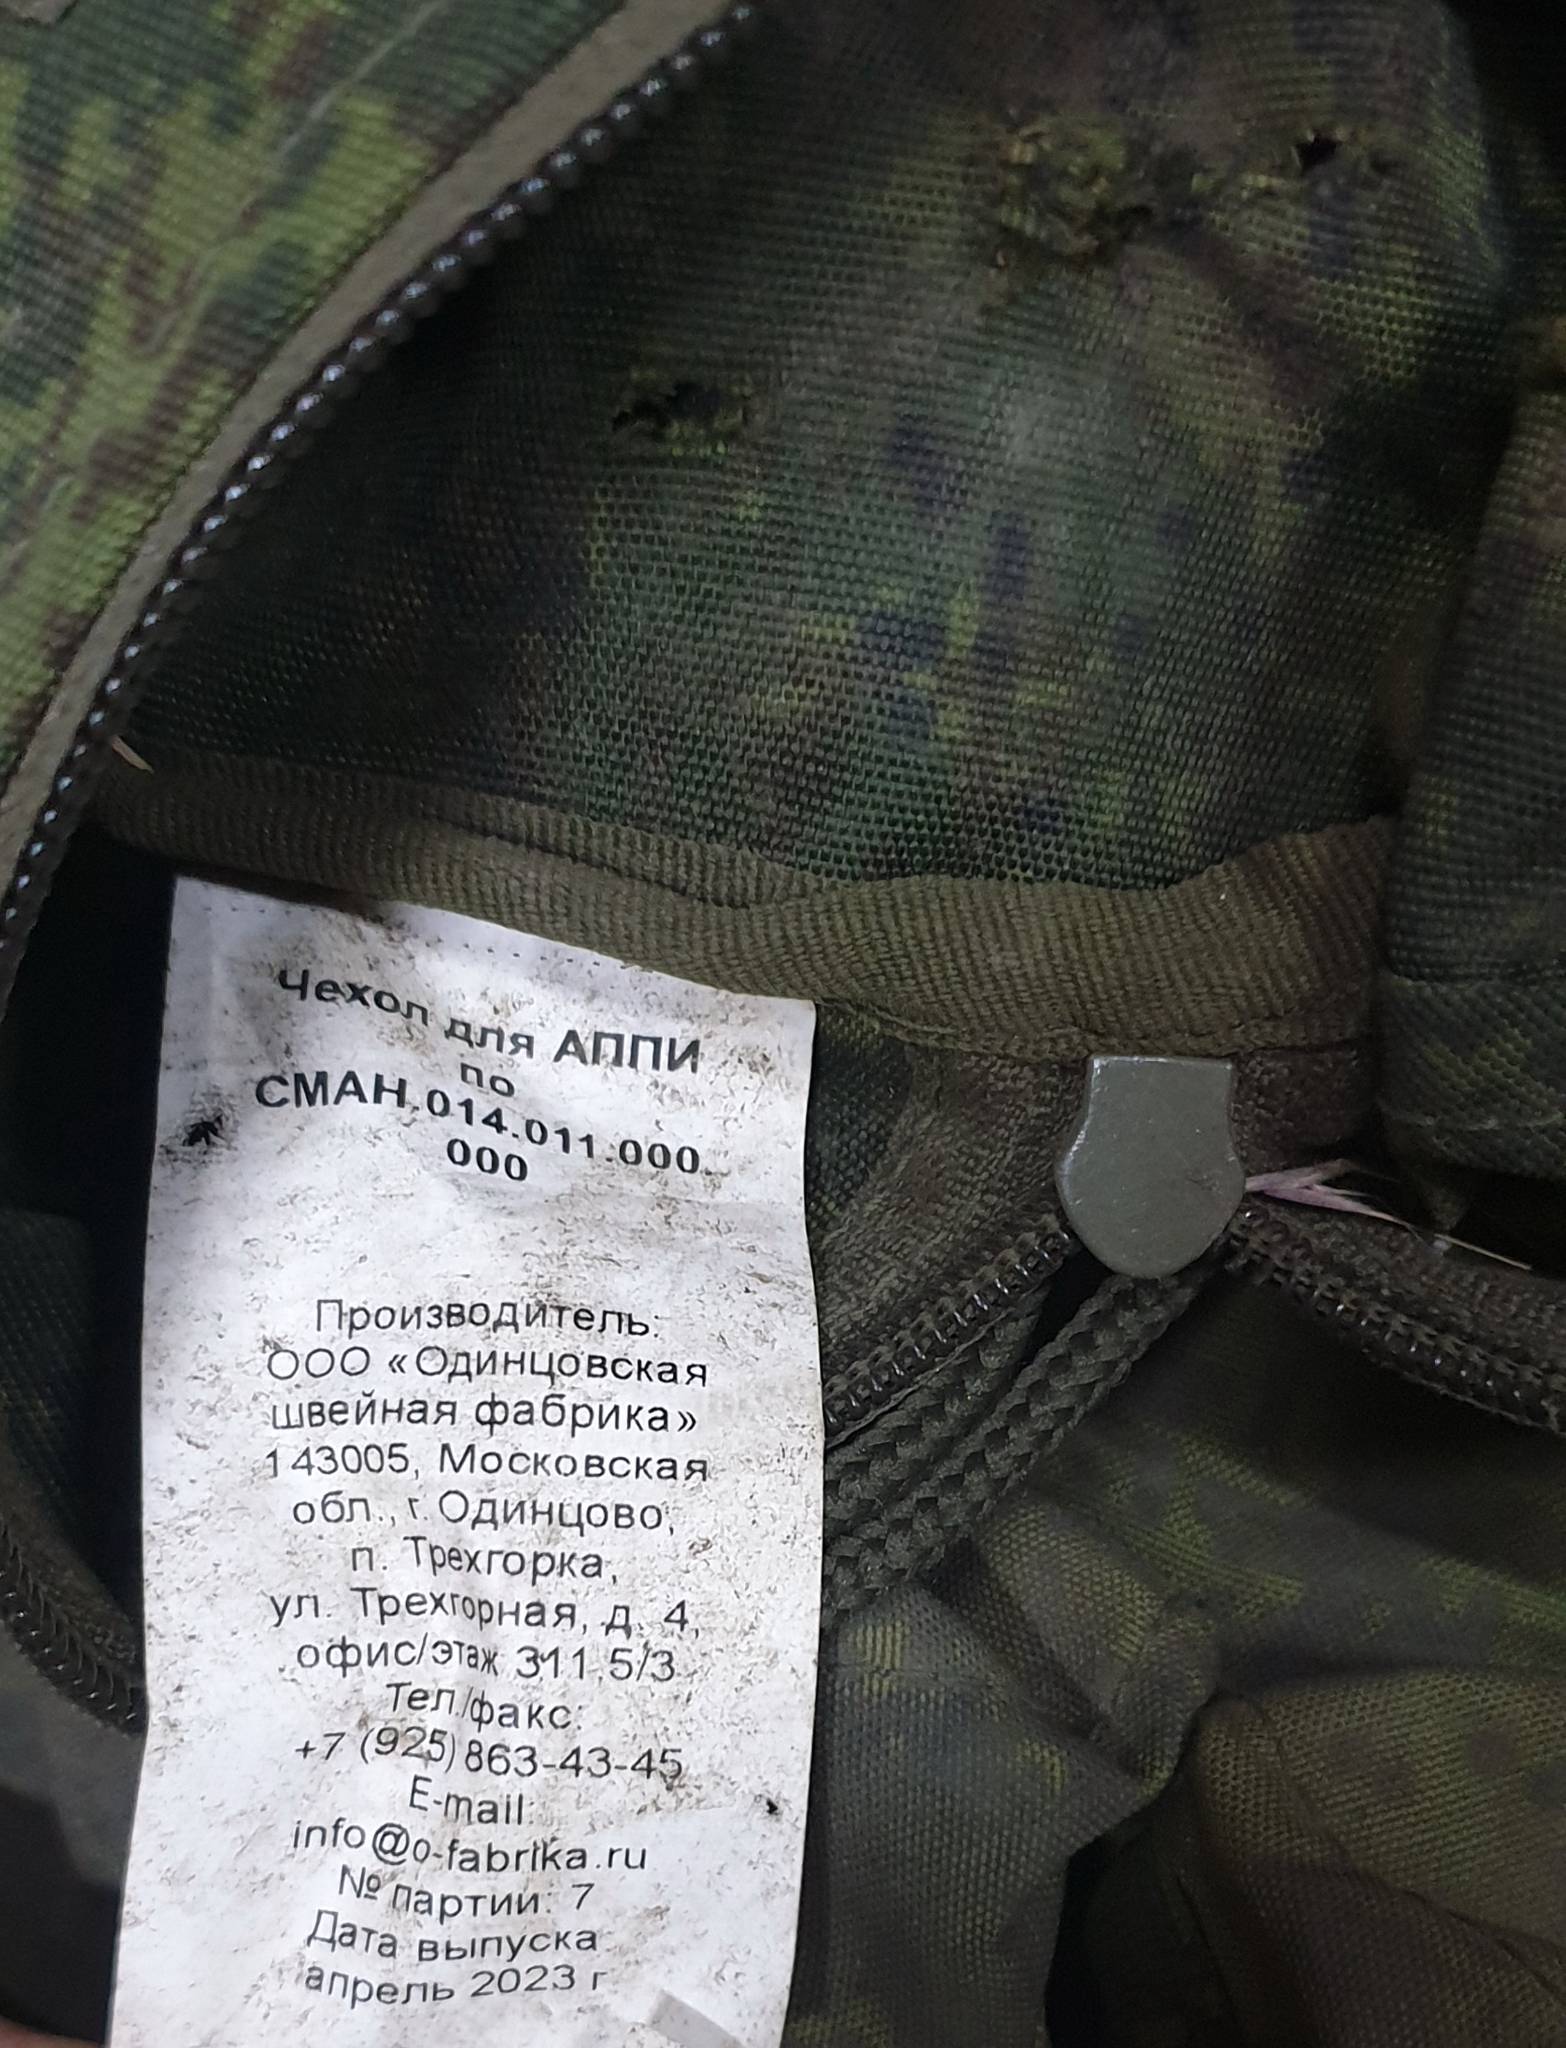 Чехол для АППИ
по
СМАН.014.011.000
000
Производитель:
ООО «Одинцовская
швейная фабрика»
143005, Московская
обл., г. Одинцово,
п. Трехгорка,
ул. Трехгорная, д. 4,
офис/этаж 311.5/3
Тел./факс:
+7 (925)863-43-45
E-mail:
info@o-fabrika.ru
№ партии: 7
Дата выпуска
апрель 2023 г